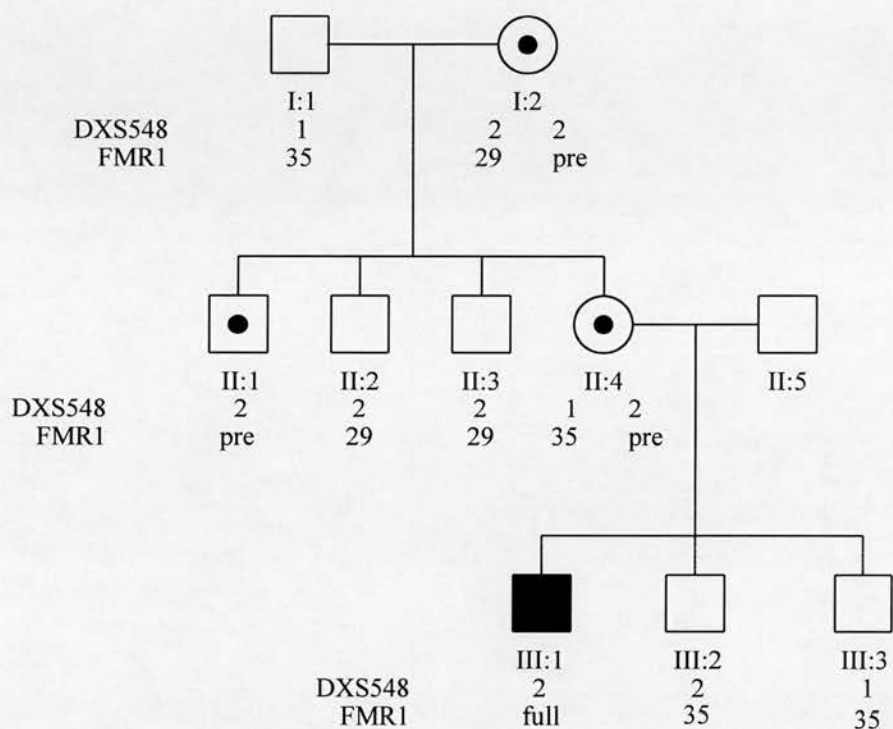 I:1 I:2
DXS548 1 2 2
FMR1 35 29 pre
II:1 II:2 II:3 II:4 II:5
DXS548 2 2 2 1 2
FMR1 pre 29 29 35 pre
III:1 III:2 III:3
DXS548 2 2 1
FMR1 full 35 35